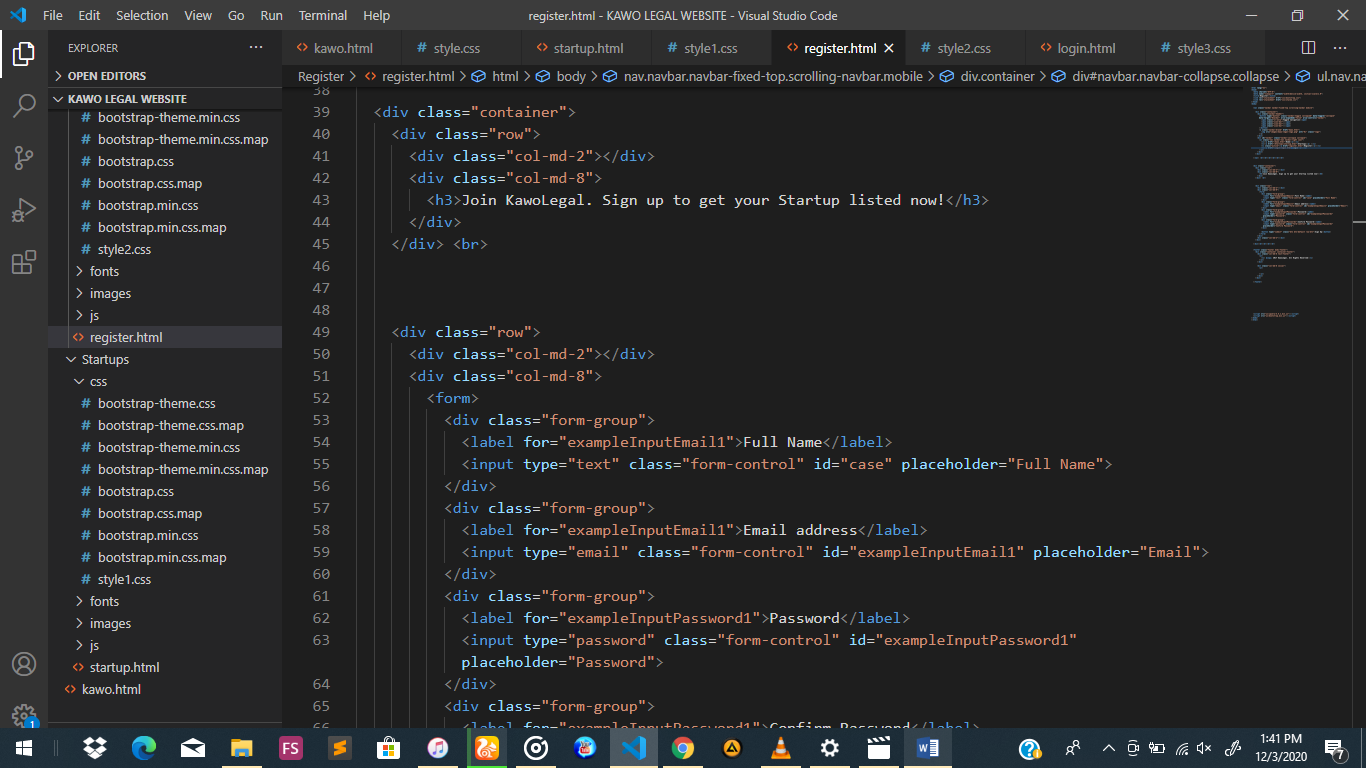 File Edit Selection View Go Run Terminal Help register.html - KAWO LEGAL WEBSITE - Visual Studio Code
EXPLORER
kawo.html style.css startup.html style1.css register.html style2.css login.html style3.css
OPEN EDITORS
KAWO LEGAL WEBSITE
bootstrap-theme.min.css
bootstrap-theme.min.css.map
bootstrap.css
bootstrap.css.map
bootstrap.min.css
bootstrap.min.css.map
style2.css
fonts
images
js
register.html
Startups
css
bootstrap-theme.css
bootstrap-theme.css.map
bootstrap-theme.min.css
bootstrap-theme.min.css.map
bootstrap.css
bootstrap.css.map
bootstrap.min.css
bootstrap.min.css.map
style1.css
fonts
images
js
startup.html
kawo.html
Register > register.html > html > body > nav.navbar.navbar-fixed-top.scrolling-navbar.mobile > div.container > div#navbar.navbar-collapse.collapse > ul.nav.na
38
39 <div class="container">
40 <div class="row">
41 <div class="col-md-2"></div>
42 <div class="col-md-8">
43 <h3>Join KawoLegal. Sign up to get your Startup listed now!</h3>
44 </div>
45 </div> <br>
46
47
48
49 <div class="row">
50 <div class="col-md-2"></div>
51 <div class="col-md-8">
52 <form>
53 <div class="form-group">
54 <label for="exampleInputEmail1">Full Name</label>
55 <input type="text" class="form-control" id="case" placeholder="Full Name">
56 </div>
57 <div class="form-group">
58 <label for="exampleInputEmail1">Email address</label>
59 <input type="email" class="form-control" id="exampleInputEmail1" placeholder="Email">
60 </div>
61 <div class="form-group">
62 <label for="exampleInputPassword1">Password</label>
63 <input type="password" class="form-control" id="exampleInputPassword1"
placeholder="Password">
64 </div>
65 <div class="form-group">
66 <label for="exampleInputPassword1">Confirm Password</label>
1
FS
1:41 PM
12/3/2020
7